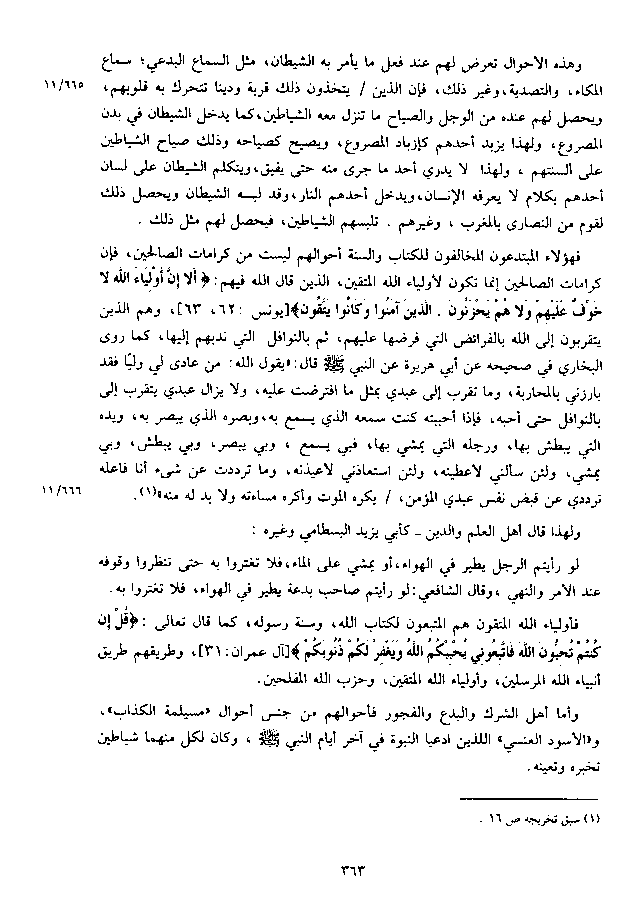 وهذه الأحوال تعرض لهم عند فعل ما يأمر به الشيطان، مثل السماع البدعي؛ سماع
١١/٦٦٥ المكاء، والتصدية، وغير ذلك، فإن الذين / يتخذون ذلك قربة ودينا تتحرك به قلوبهم،
ويحصل لهم عنده من الوجل والصياح ما تنزل معه الشياطين، كما يدخل الشيطان في بدن
المصروع، ولهذا يزبد أحدهم كإزباد المصروع، ويصيح كصياحه وذلك صياح الشياطين
على ألسنتهم ، ولهذا لا يدري أحد ما جرى منه حتى يفيق، ويتكلم الشيطان على لسان
أحدهم بكلام لا يعرفه الإنسان، ويدخل أحدهم النار، وقد لبسه الشيطان ويحصل ذلك
لقوم من النصارى بالمغرب ، وغيرهم . تلبسهم الشياطين، فيحصل لهم مثل ذلك .
فهؤلاء المبتدعون المخالفون للكتاب والسنة أحوالهم ليست من كرامات الصالحين، فإن
كرامات الصالحين إنما تكون لأولياء الله المتقين، الذين قال الله فيهم: ﴿ أَلا إِنَّ أَوْلِيَاءَ اللهِ لا
خَوْفٌ عَلَيْهِمْ وَلا هُمْ يَحْزَنُونَ . الَّذِينَ آمَنُوا وَكَانُوا يَتَّقُونَ ﴾ [يونس : ٦٢، ٦٣]، وهم الذين
يتقربون إلى الله بالفرائض التي فرضها عليهم، ثم بالنوافل التي ندبهم إليها، كما روى
البخاري في صحيحه عن أبي هريرة عن النبي ﷺ قال: «يقول الله: من عادى لي وليًا فقد
بارزني بالمحاربة، وما تقرب إلى عبدي بمثل ما افترضت عليه، ولا يزال عبدي يتقرب إلى
بالنوافل حتى أحبه، فإذا أحببته كنت سمعه الذي يسمع به، وبصره الذي يبصر به، ويده
التي يبطش بها، ورجله التي يمشي بها، فبي يسمع ، وبي يبصر، وبي يبطش، وبي
يمشي، ولئن سألني لأعطينه، ولئن استعاذني لأعيذنه، وما ترددت عن شيء أنا فاعله
١١/٦٦٦ ترددي عن قبض نفس عبدي المؤمن، / يكره الموت وأكره مساءته ولا بد له منه»(١).
ولهذا قال أهل العلم والدين ـ كأبي يزيد البسطامي وغيره :
لو رأيتم الرجل يطير في الهواء، أو يمشي على الماء، فلا تغتروا به حتى تنظروا وقوفه
عند الأمر والنهي ، وقال الشافعي: لو رأيتم صاحب بدعة يطير في الهواء، فلا تغتروا به.
فأولياء الله المتقون هم المتبعون لكتاب الله، وسنة رسوله، كما قال تعالى : ﴿قُلْ إِن
كُنتُمْ تُحِبُّونَ اللهَ فَاتَّبِعُونِي يُحْبِبْكُمُ اللهُ وَيَغْفِرْ لَكُمْ ذُنُوبَكُمْ ﴾ [آل عمران: ٣١]، وطريقهم طريق
أنبياء الله المرسلين، وأولياء الله المتقين، وحزب الله المفلحين.
وأما أهل الشرك والبدع والفجور فأحوالهم من جنس أحوال «مسيلمة الكذاب»،
و«الأسود العنسي» اللذين ادعيا النبوة في آخر أيام النبي ﷺ ، وكان لكل منهما شياطين
تخبره وتعينه.
(١) سبق تخريجه ص ١٦ .
٣٦٣